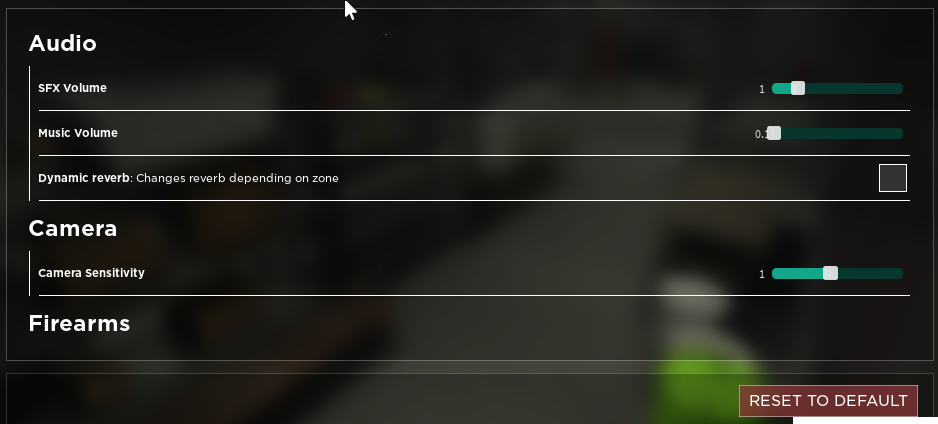 Audio
SFX Volume 1
Music Volume 0.1
Dynamic reverb: Changes reverb depending on zone
Camera
Camera Sensitivity 1
Firearms
RESET TO DEFAULT